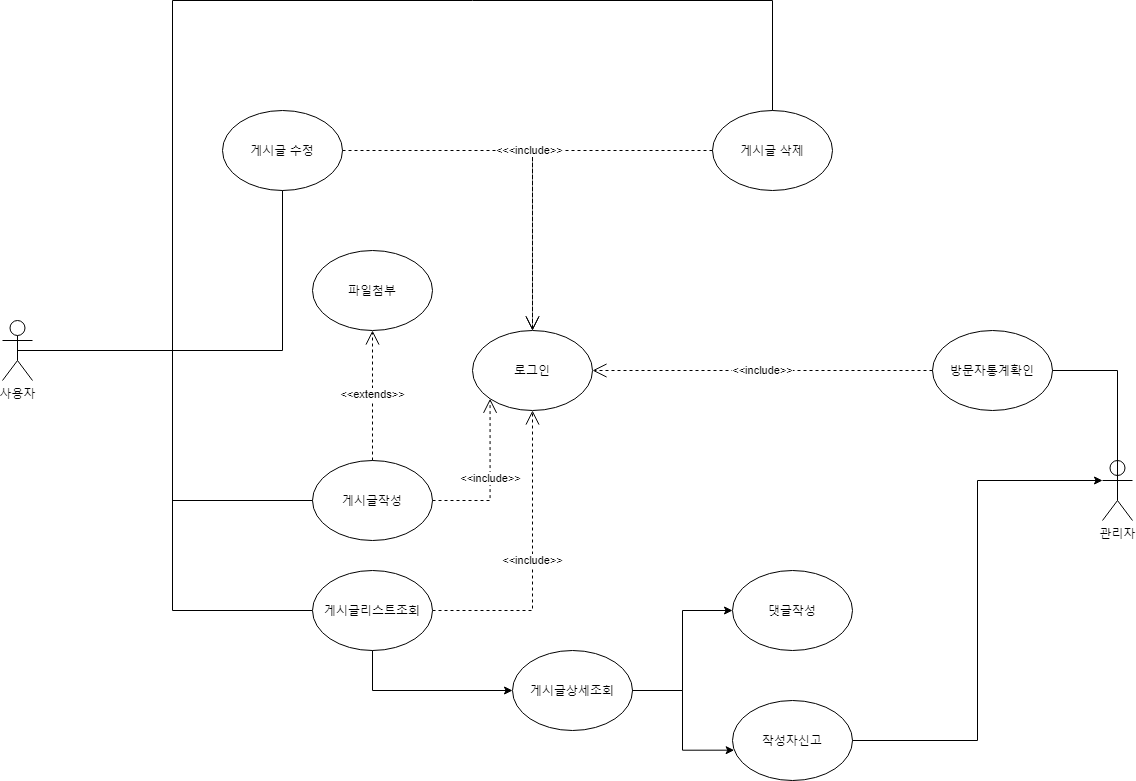 게시글 수정
<<<include>>
게시글 삭제
파일첨부
사용자
로그인
<<include>>
방문자통계확인
<<extends>>
<<include>>
게시글작성
관리자
<<include>>
게시글리스트조회
댓글작성
게시글상세조회
작성자신고